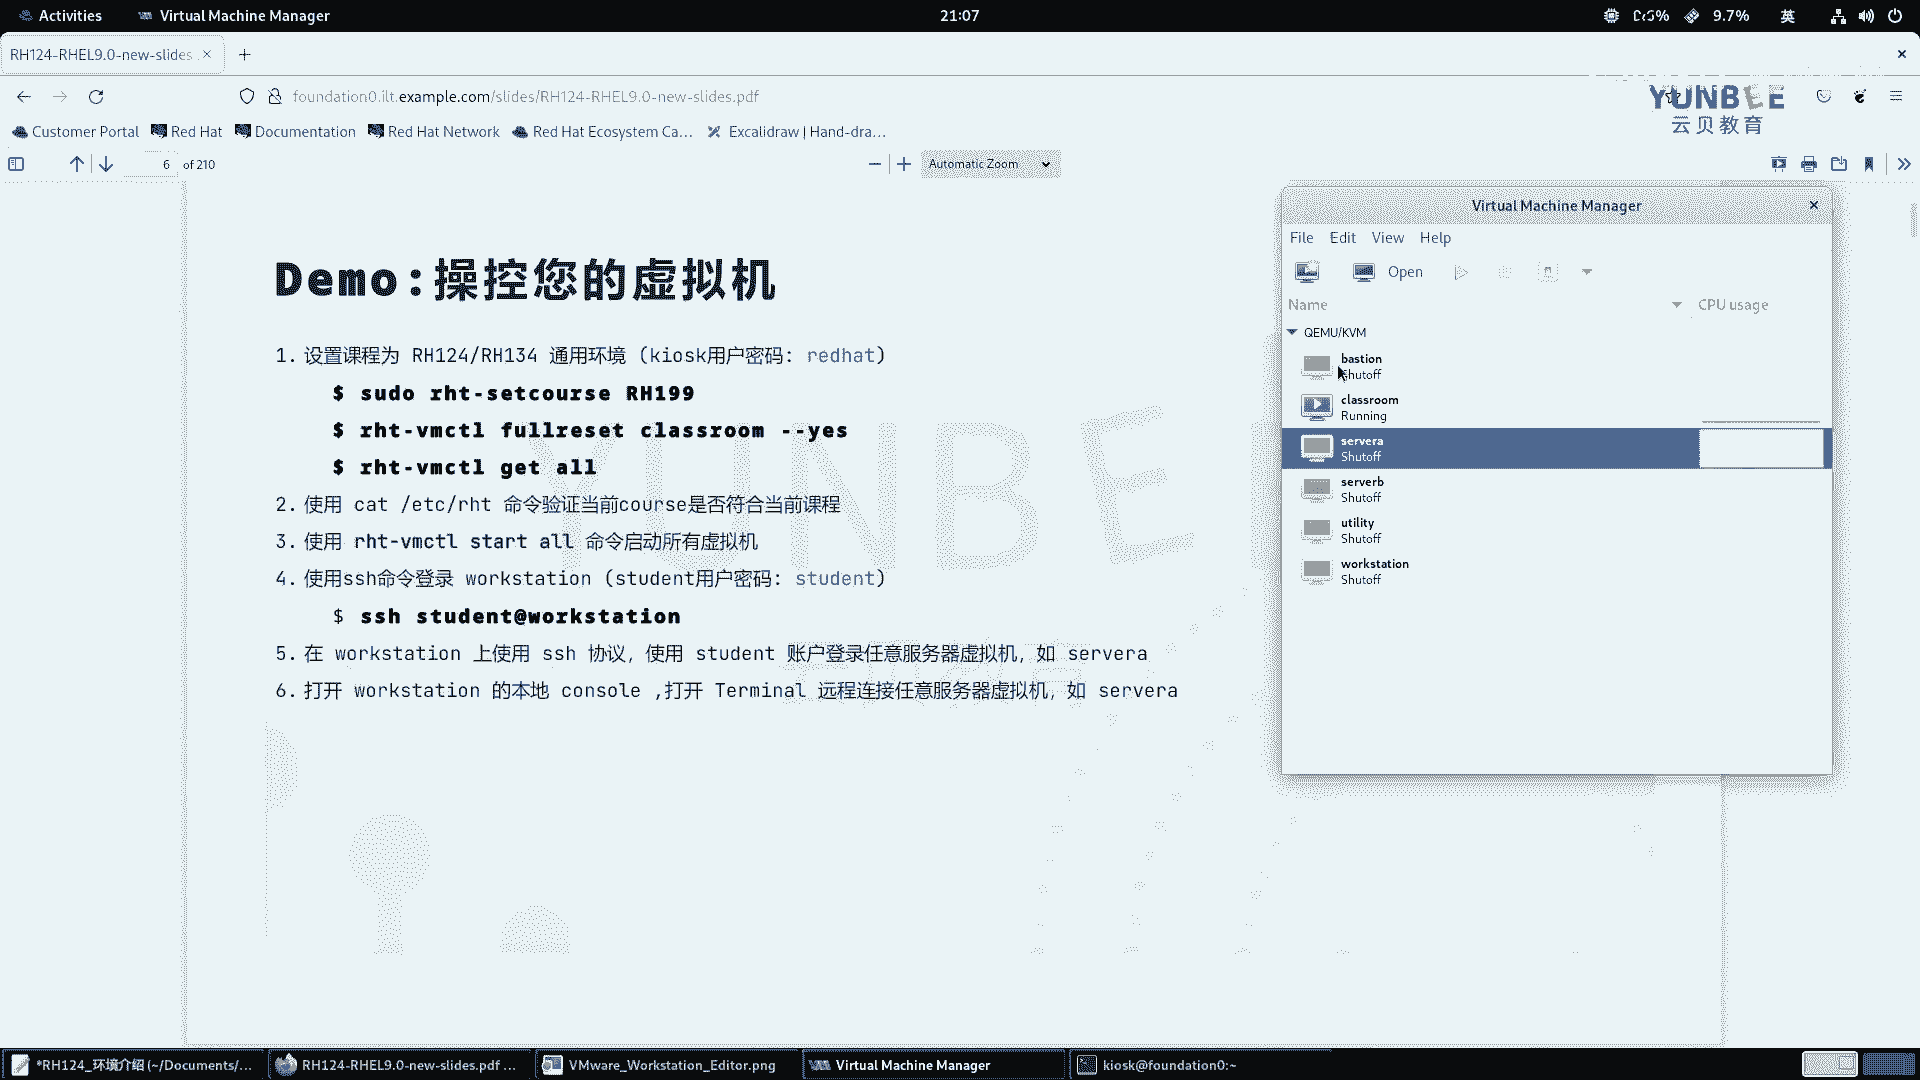 Activities
Virtual Machine Manager
21:07
9.7%
英
RH124-RHEL9.0-new-slides
foundation0.ilt.example.com/slides/RH124-RHEL9.0-new-slides.pdf
YUNBEE
云贝教育
Customer Portal
Red Hat
Documentation
Red Hat Network
Red Hat Ecosystem Ca...
Excalidraw | Hand-dra...
6 of 210
Automatic Zoom
Demo:操控您的虚拟机
1. 设置课程为 RH124/RH134 通用环境 (kiosk用户密码: redhat)
$ sudo rht-setcourse RH199
$ rht-vmctl fullreset classroom --yes
$ rht-vmctl get all
2. 使用 cat /etc/rht 命令验证当前course是否符合当前课程
3. 使用 rht-vmctl start all 命令启动所有虚拟机
4. 使用ssh命令登录 workstation (student用户密码: student)
$ ssh student@workstation
5. 在 workstation 上使用 ssh 协议, 使用 student 账户登录任意服务器虚拟机, 如 servera
6. 打开 workstation 的本地 console ,打开 Terminal 远程连接任意服务器虚拟机, 如 servera
YUNBE
Virtual Machine Manager
File Edit View Help
Open
Name
CPU usage
QEMU/KVM
bastion
Shutoff
classroom
Running
servera
Shutoff
serverb
Shutoff
utility
Shutoff
workstation
Shutoff
*RH124_环境介绍 (~/Documents/...
RH124-RHEL9.0-new-slides.pdf ...
VMware_Workstation_Editor.png
Virtual Machine Manager
kiosk@foundation0:~